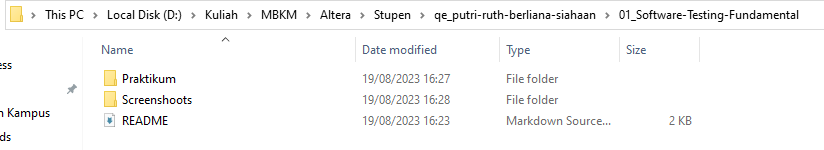 This PC > Local Disk (D:) > Kuliah > MBKM > Altera > Stupen > qe_putri-ruth-berliana-siahaan > 01_Software-Testing-Fundamental
Name Date modified Type Size
Praktikum 19/08/2023 16:27 File folder
ess
Screenshoots 19/08/2023 16:28 File folder
n Kampus
README 19/08/2023 16:23 Markdown Source... 2 KB
ds